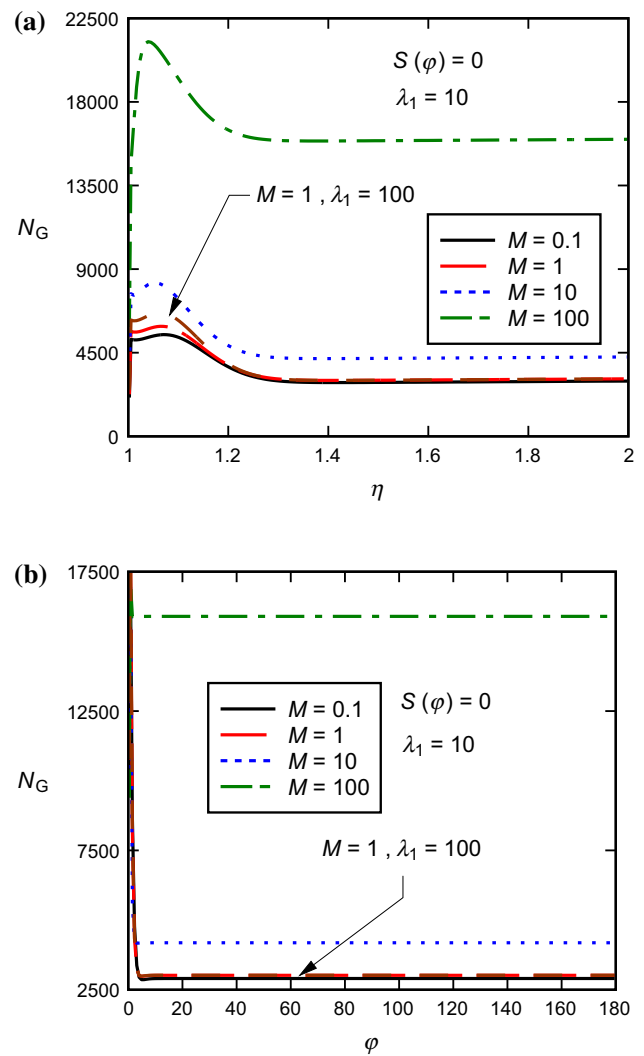 (a)
22500
18000
13500
9000
4500
0
N_G
S (φ) = 0
λ₁ = 10
M = 1 , λ₁ = 100
M = 0.1
M = 1
M = 10
M = 100
1 1.2 1.4 1.6 1.8 2
η
(b)
17500
12500
7500
2500
N_G
M = 0.1
M = 1
M = 10
M = 100
S (φ) = 0
λ₁ = 10
M = 1 , λ₁ = 100
0 20 40 60 80 100 120 140 160 180
φ